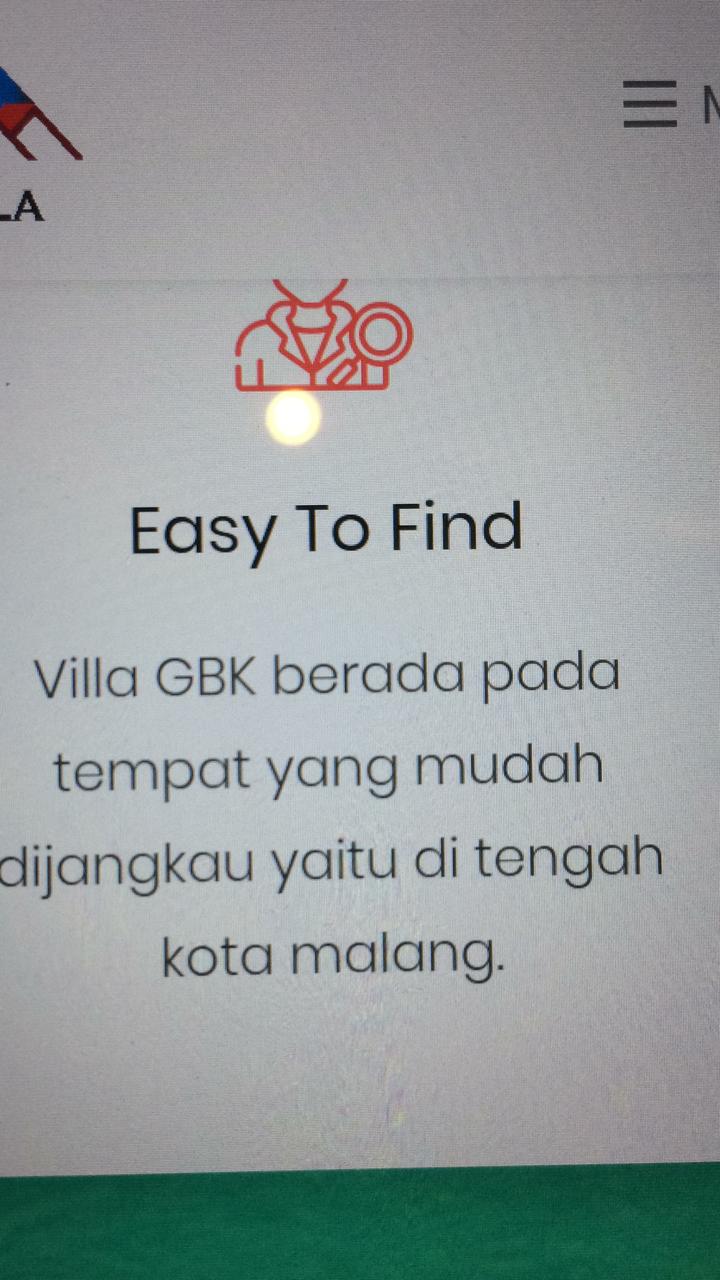 LA
Easy To Find
Villa GBK berada pada
tempat yang mudah
dijangkau yaitu di tengah
kota malang.